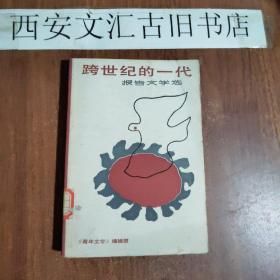 西安文汇古旧书店
跨世纪的一代
报告文学选
《青年文学》编辑部